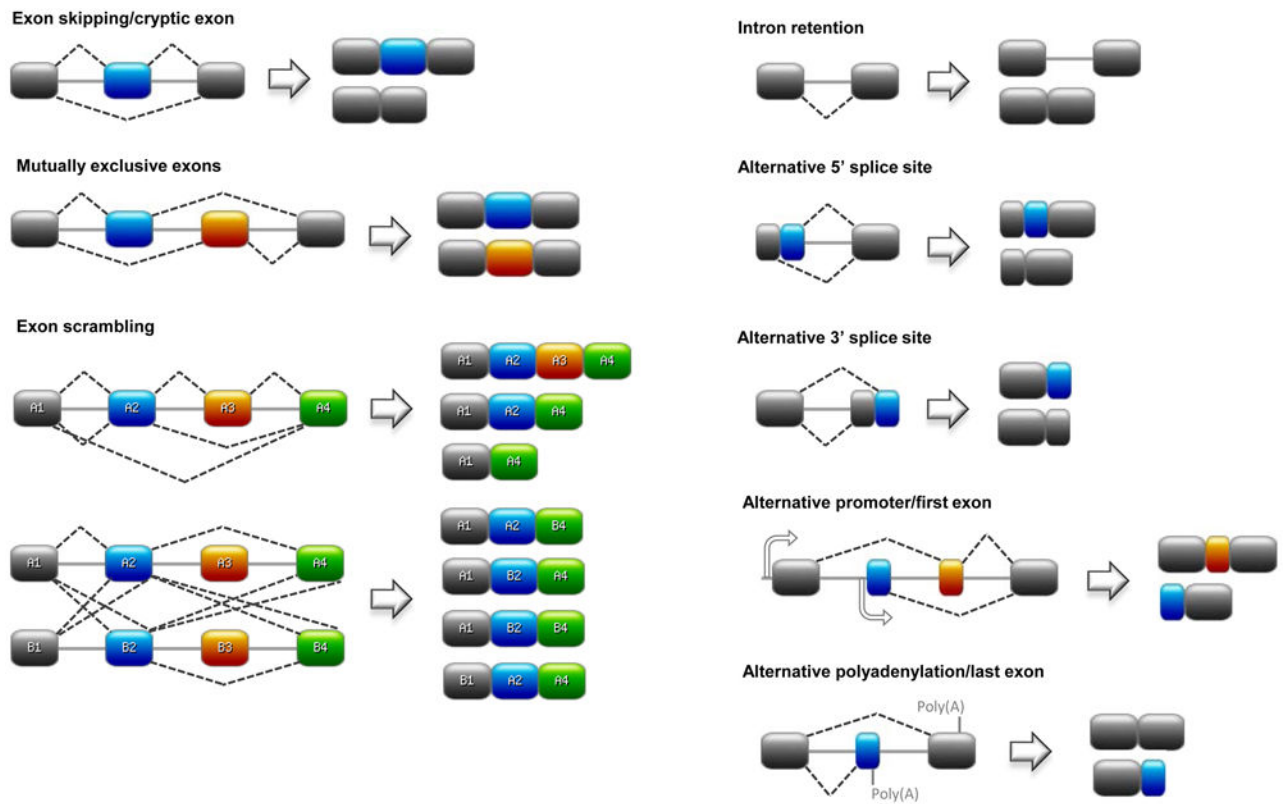 Exon skipping/cryptic exon
Mutually exclusive exons
Exon scrambling
A1 A2 A3 A4
A1 A2 A3 A4
A1 A2 A4
A1 A4
A1 A2 A3 A4
B1 B2 B3 B4
A1 A2 B4
A1 B2 A4
A1 B2 B4
B1 A2 A4
Intron retention
Alternative 5' splice site
Alternative 3' splice site
Alternative promoter/first exon
Alternative polyadenylation/last exon
Poly(A)
Poly(A)